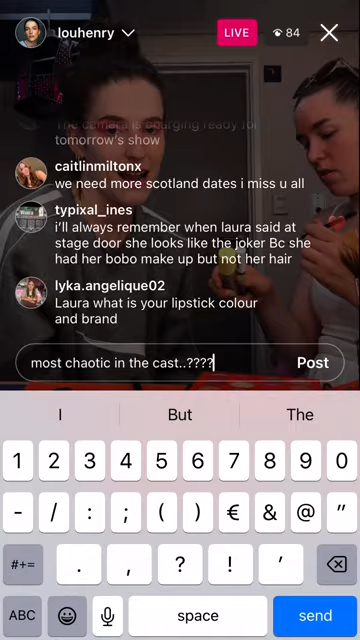 louhenry
LIVE
84
The camera is charging ready for
tomorrow's show
caitlinmiltonx
we need more scotland dates i miss u all
typixal_ines
i'll always remember when laura said at
stage door she looks like the joker Bc she
had her bobo make up but not her hair
lyka.angelique02
Laura what is your lipstick colour
and brand
most chaotic in the cast..????
Post
I
But
The
1 2 3 4 5 6 7 8 9 0
- / : ; ( ) € & @ "
#+= . , ? ! '
ABC space send